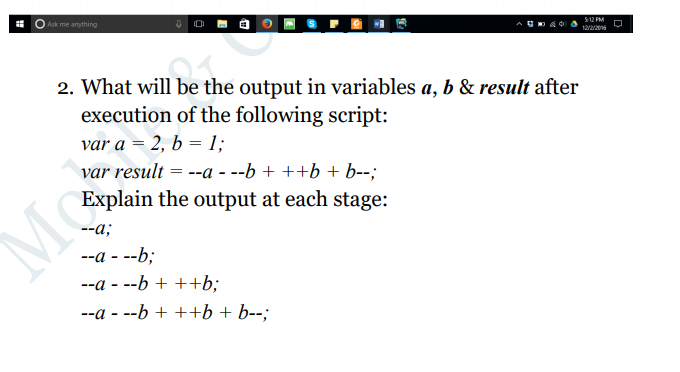 Ask me anything
5:12 PM
12/2/2016
2. What will be the output in variables a, b & result after
execution of the following script:
var a = 2, b = 1;
var result = --a - --b + ++b + b--;
Explain the output at each stage:
--a;
--a - --b;
--a - --b + ++b;
--a - --b + ++b + b--;
Mobile & C